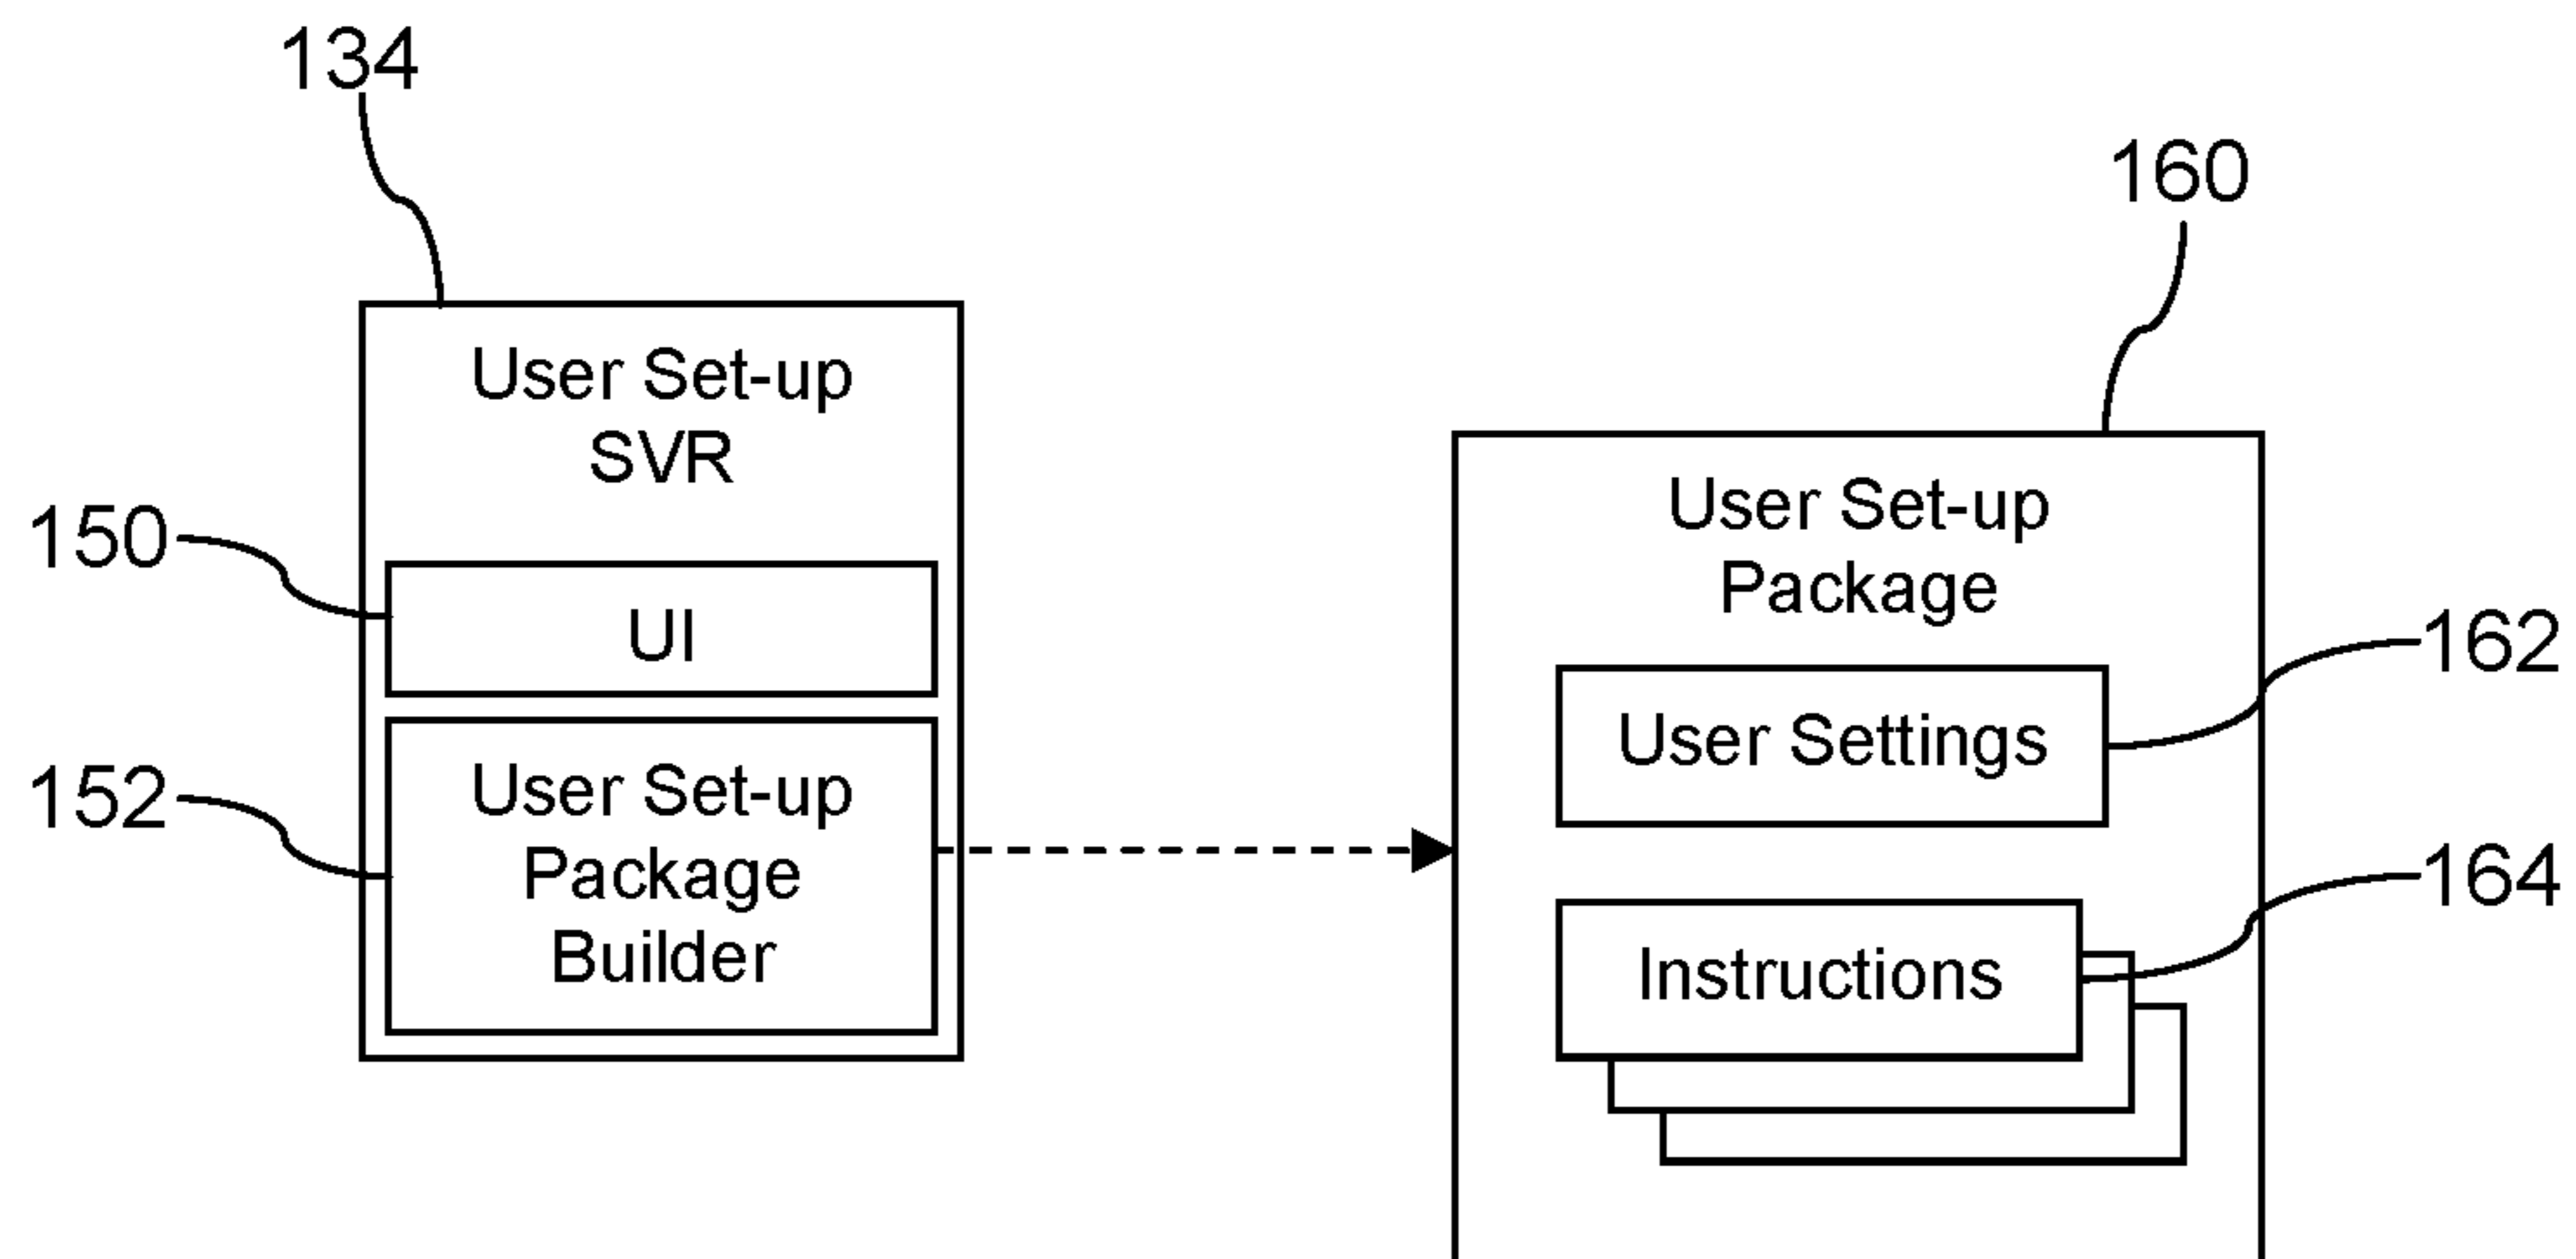 134
160
User Set-up
SVR
150
UI
152
User Set-up
Package
Builder
User Set-up
Package
162
User Settings
164
Instructions